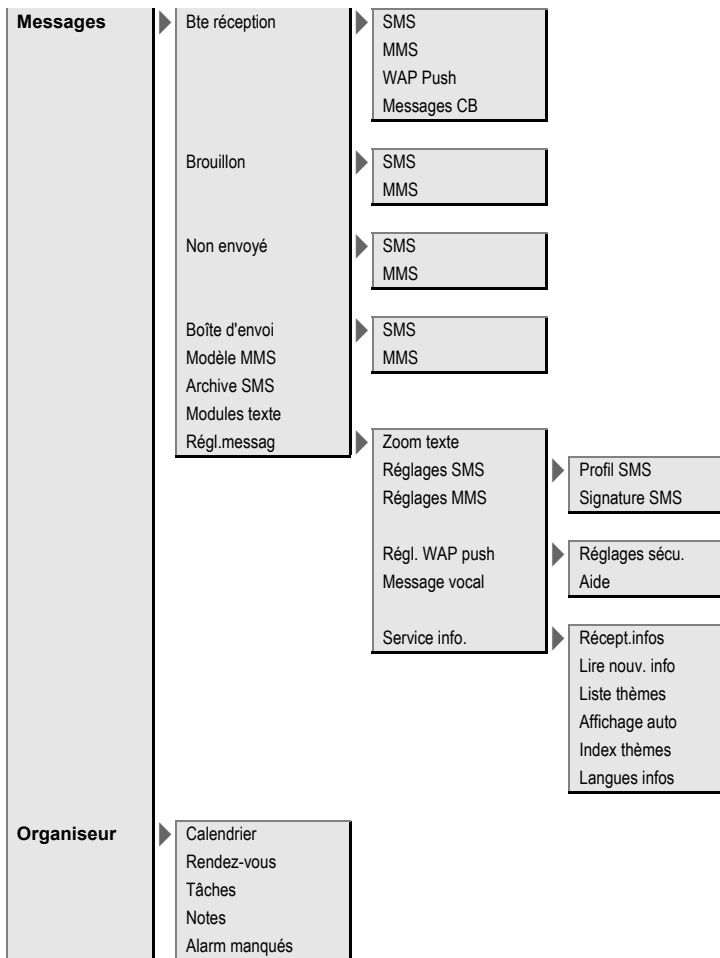 Messages
Bte réception
SMS
MMS
WAP Push
Messages CB
Brouillon
SMS
MMS
Non envoyé
SMS
MMS
Boîte d'envoi
SMS
Modèle MMS
MMS
Archive SMS
Modules texte
Régl.messag
Zoom texte
Réglages SMS
Profil SMS
Réglages MMS
Signature SMS
Régl. WAP push
Réglages sécu.
Message vocal
Aide
Service info.
Récept.infos
Lire nouv. info
Liste thèmes
Affichage auto
Index thèmes
Langues infos
Organiseur
Calendrier
Rendez-vous
Tâches
Notes
Alarm manqués